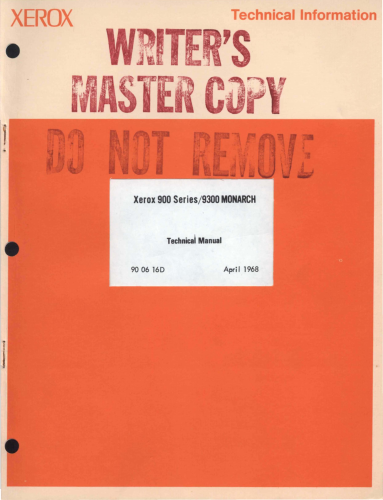 XEROX
Technical Information
WRITER'S
MASTER COPY
DO NOT REMOVE
Xerox 900 Series/9300 MONARCH
Technical Manual
90 06 16D April 1968